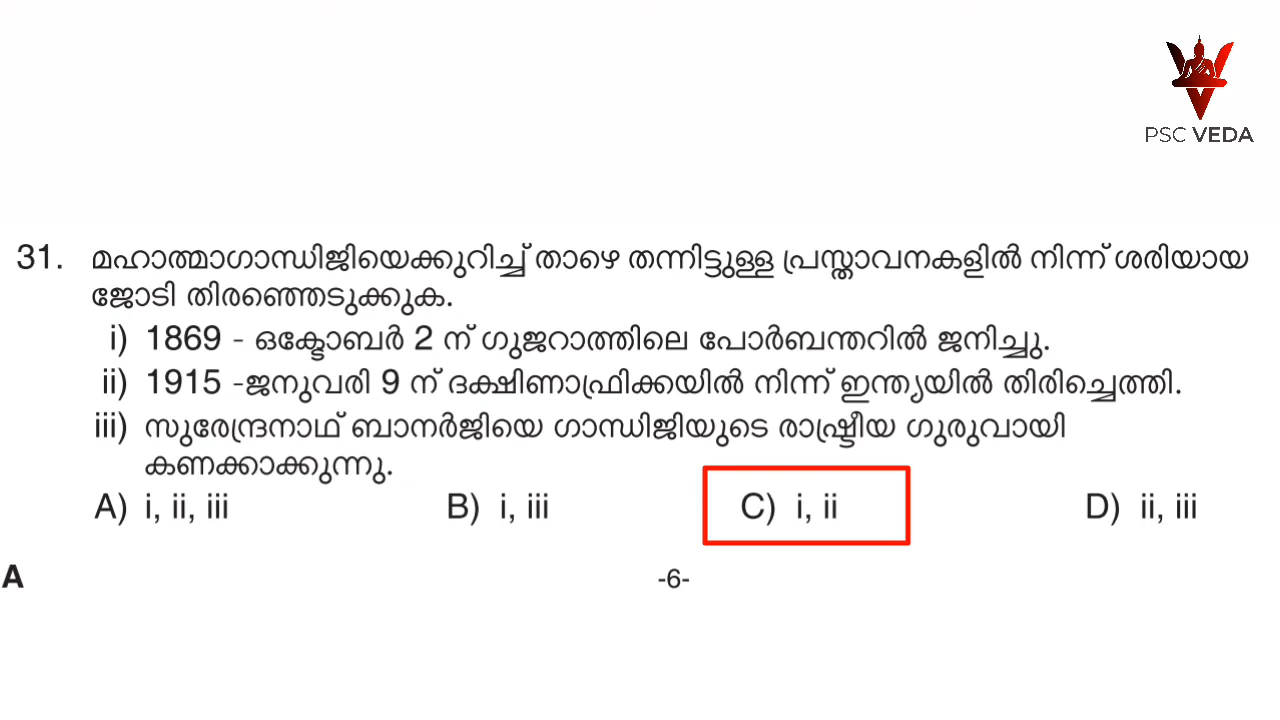 PSC VEDA
31. മഹാത്മാഗാന്ധിജിയെക്കുറിച്ച് താഴെ തന്നിട്ടുള്ള പ്രസ്താവനകളിൽ നിന്ന് ശരിയായ
ജോടി തിരഞ്ഞെടുക്കുക.
i) 1869 - ഒക്ടോബർ 2 ന് ഗുജറാത്തിലെ പോർബന്തറിൽ ജനിച്ചു.
ii) 1915 -ജനുവരി 9 ന് ദക്ഷിണാഫ്രിക്കയിൽ നിന്ന് ഇന്ത്യയിൽ തിരിച്ചെത്തി.
iii) സുരേന്ദ്രനാഥ് ബാനർജിയെ ഗാന്ധിജിയുടെ രാഷ്ട്രീയ ഗുരുവായി
കണക്കാക്കുന്നു.
A) i, ii, iii B) i, iii C) i, ii D) ii, iii
A -6-